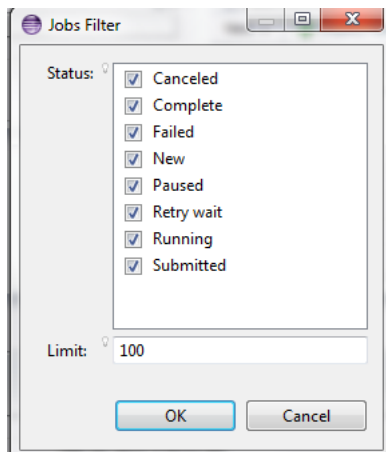 Jobs Filter
Status:
Canceled
Complete
Failed
New
Paused
Retry wait
Running
Submitted
Limit: 100
OK Cancel